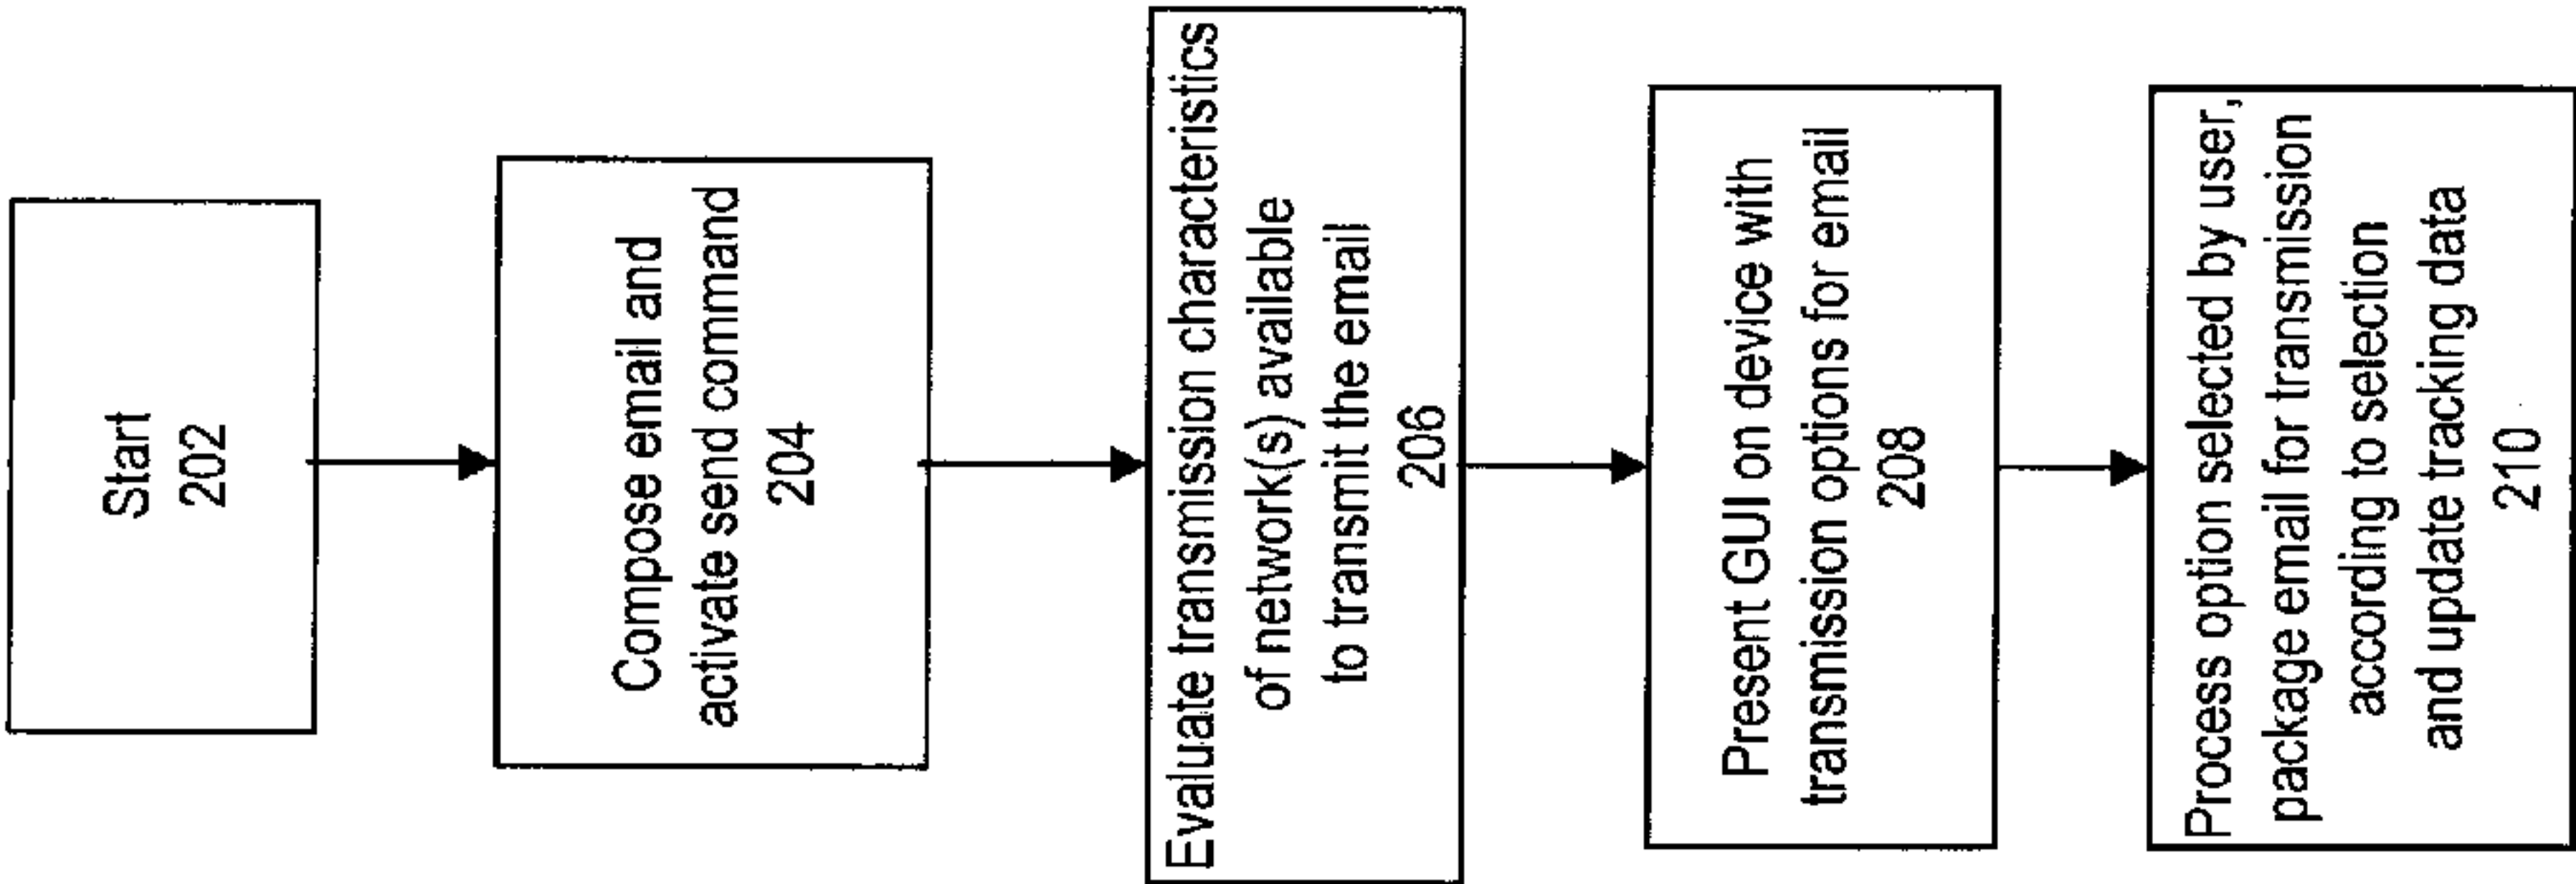 Start
202
Compose email and
activate send command
204
Evaluate transmission characteristics
of network(s) available
to transmit the email
206
Present GUI on device with
transmission options for email
208
Process option selected by user,
package email for transmission
according to selection
and update tracking data
210